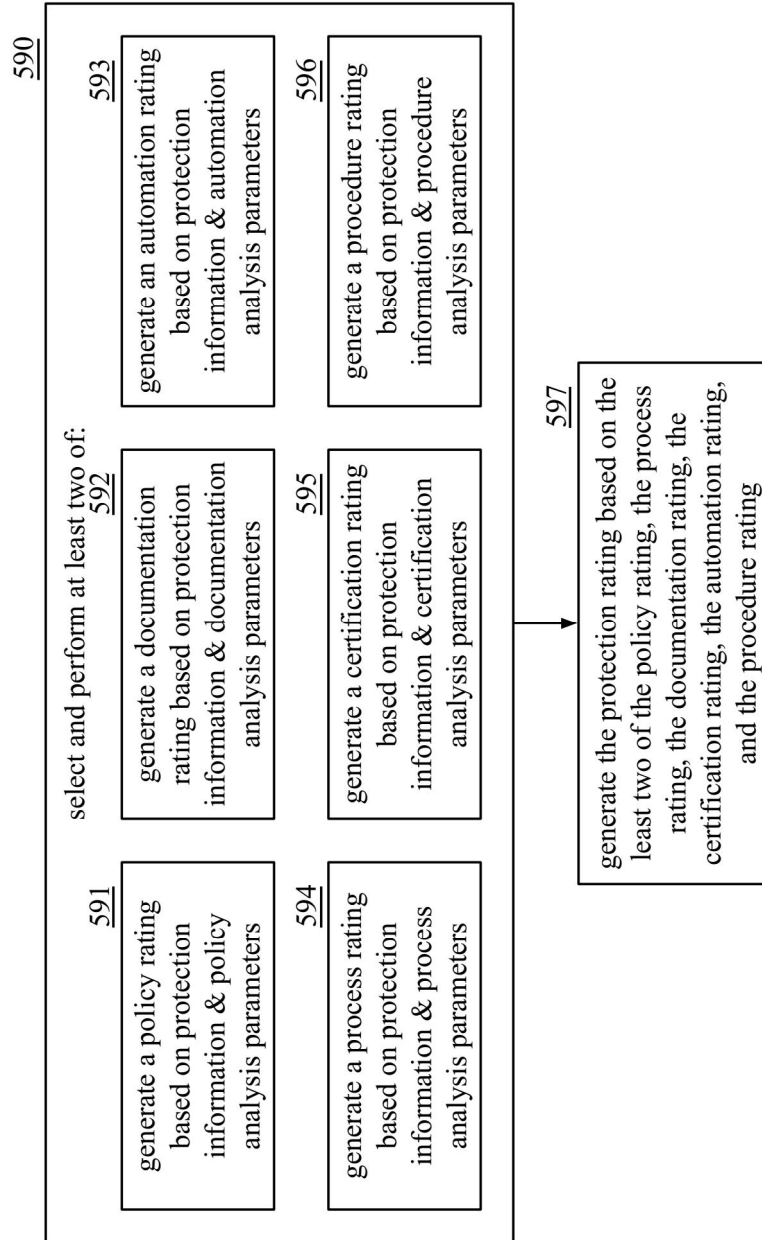 590
select and perform at least two of:
591
generate a policy rating
based on protection
information & policy
analysis parameters
592
generate a documentation
rating based on protection
information & documentation
analysis parameters
593
generate an automation rating
based on protection
information & automation
analysis parameters
594
generate a process rating
based on protection
information & process
analysis parameters
595
generate a certification rating
based on protection
information & certification
analysis parameters
596
generate a procedure rating
based on protection
information & procedure
analysis parameters
597
generate the protection rating based on the
least two of the policy rating, the process
rating, the documentation rating, the
certification rating, the automation rating,
and the procedure rating